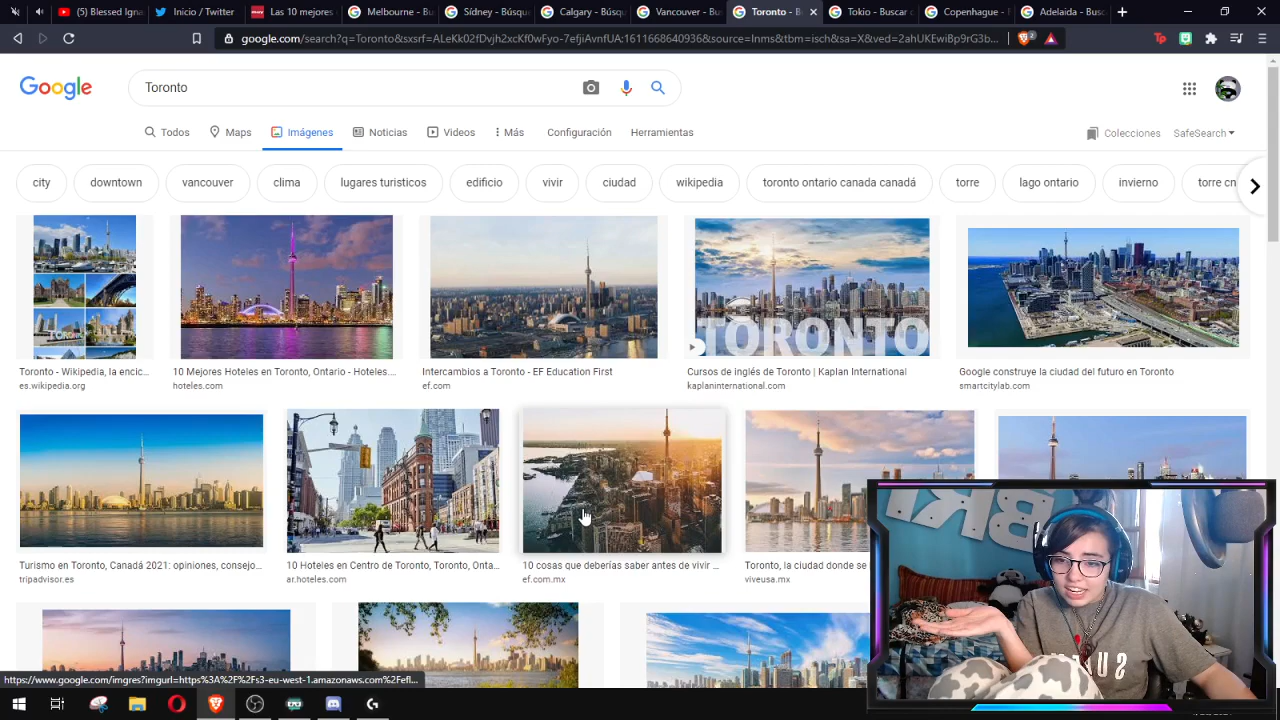 (5) Blessed Igna
Inicio / Twitter
Las 10 mejores
Melbourne - Bu
Sídney - Búsqu
Calgary - Búsqu
Vancouver - Bu
Toronto - B
Tokio - Buscar c
Copenhague -
Adelaida - Busc
google.com/search?q=Toronto&sxsrf=ALeKk02fDvjh2xcKf0wFyo-7efjiAvnfUA:1611668640936&source=lnms&tbm=isch&sa=X&ved=2ahUKEwiBp9rG3b...
2
Google
Toronto
Todos
Maps
Imágenes
Noticias
Videos
Más
Configuración
Herramientas
Colecciones
SafeSearch
city
downtown
vancouver
clima
lugares turisticos
edificio
vivir
ciudad
wikipedia
toronto ontario canada canadá
torre
lago ontario
invierno
torre cn
TORONTO
Toronto - Wikipedia, la encic...
es.wikipedia.org
10 Mejores Hoteles en Toronto, Ontario - Hoteles....
hoteles.com
Intercambios a Toronto - EF Education First
ef.com
Cursos de inglés de Toronto | Kaplan International
kaplaninternational.com
Google construye la ciudad del futuro en Toronto
smartcitylab.com
Turismo en Toronto, Canadá 2021: opiniones, consejo...
tripadvisor.es
10 Hoteles en Centro de Toronto, Toronto, Onta...
ar.hoteles.com
10 cosas que deberías saber antes de vivir ...
ef.com.mx
Toronto, la ciudad donde se
viveusa.mx
https://www.google.com/imgres?imgurl=https%3A%2F%2Fs3-eu-west-1.amazonaws.com%2Fefl...